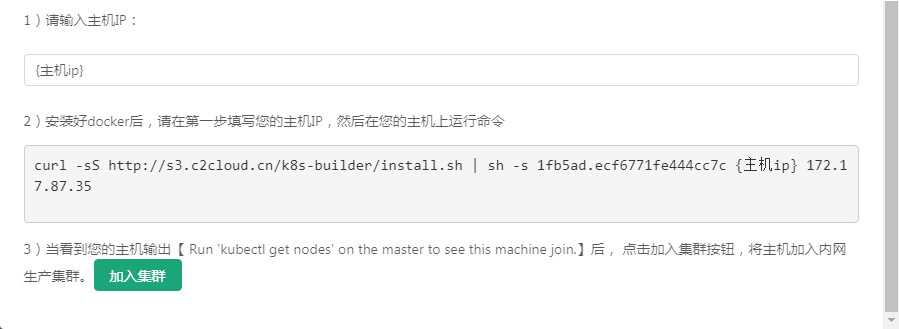 1）请输入主机IP：
{主机ip}
2）安装好docker后，请在第一步填写您的主机IP，然后在您的主机上运行命令
curl -sS http://s3.c2cloud.cn/k8s-builder/install.sh | sh -s 1fb5ad.ecf6771fe444cc7c {主机ip} 172.1
7.87.35
3）当看到您的主机输出【 Run 'kubectl get nodes' on the master to see this machine join.】后， 点击加入集群按钮，将主机加入内网
生产集群。 加入集群